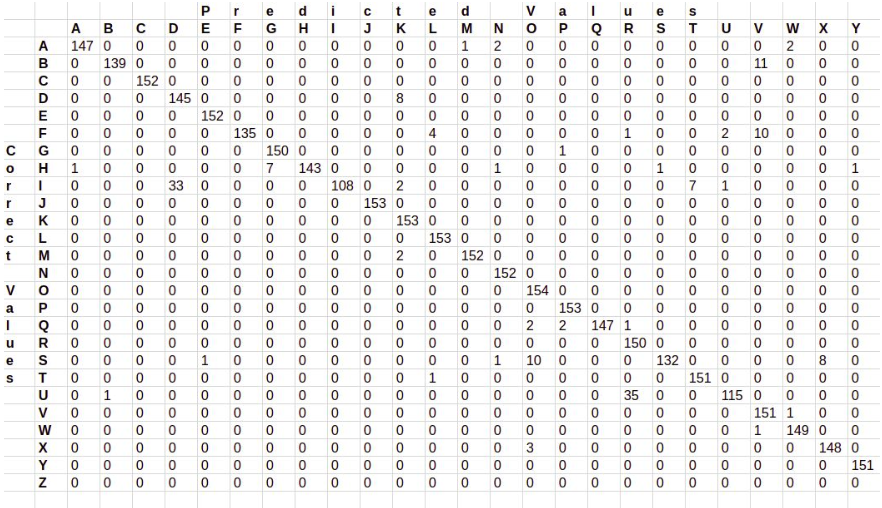 P r e d i c t e d V a l u e s
A B C D E F G H I J K L M N O P Q R S T U V W X Y
A 147 0 0 0 0 0 0 0 0 0 0 0 1 2 0 0 0 0 0 0 0 0 2 0 0
B 0 139 0 0 0 0 0 0 0 0 0 0 0 0 0 0 0 0 0 0 0 11 0 0 0
C 0 0 152 0 0 0 0 0 0 0 0 0 0 0 0 0 0 0 0 0 0 0 0 0 0
D 0 0 0 145 0 0 0 0 0 0 8 0 0 0 0 0 0 0 0 0 0 0 0 0 0
E 0 0 0 0 152 0 0 0 0 0 0 0 0 0 0 0 0 0 0 0 0 0 0 0 0
F 0 0 0 0 0 135 0 0 0 0 0 4 0 0 0 0 0 1 0 0 2 10 0 0 0
C G 0 0 0 0 0 0 150 0 0 0 0 0 0 0 0 1 0 0 0 0 0 0 0 0 0
o H 1 0 0 0 0 0 7 143 0 0 0 0 0 1 0 0 0 0 1 0 0 0 0 0 1
r I 0 0 0 33 0 0 0 0 108 0 2 0 0 0 0 0 0 0 0 7 1 0 0 0 0
r J 0 0 0 0 0 0 0 0 0 153 0 0 0 0 0 0 0 0 0 0 0 0 0 0 0
e K 0 0 0 0 0 0 0 0 0 0 153 0 0 0 0 0 0 0 0 0 0 0 0 0 0
c L 0 0 0 0 0 0 0 0 0 0 0 153 0 0 0 0 0 0 0 0 0 0 0 0 0
t M 0 0 0 0 0 0 0 0 0 0 2 0 152 0 0 0 0 0 0 0 0 0 0 0 0
N 0 0 0 0 0 0 0 0 0 0 0 0 0 152 0 0 0 0 0 0 0 0 0 0 0
V O 0 0 0 0 0 0 0 0 0 0 0 0 0 0 154 0 0 0 0 0 0 0 0 0 0
a P 0 0 0 0 0 0 0 0 0 0 0 0 0 0 0 153 0 0 0 0 0 0 0 0 0
l Q 0 0 0 0 0 0 0 0 0 0 0 0 0 0 2 2 147 1 0 0 0 0 0 0 0
u R 0 0 0 0 0 0 0 0 0 0 0 0 0 0 0 0 0 150 0 0 0 0 0 0 0
e S 0 0 0 0 1 0 0 0 0 0 0 0 0 1 10 0 0 0 132 0 0 0 0 8 0
s T 0 0 0 0 0 0 0 0 0 0 0 1 0 0 0 0 0 0 0 151 0 0 0 0 0
U 0 1 0 0 0 0 0 0 0 0 0 0 0 0 0 0 0 35 0 0 115 0 0 0 0
V 0 0 0 0 0 0 0 0 0 0 0 0 0 0 0 0 0 0 0 0 0 151 1 0 0
W 0 0 0 0 0 0 0 0 0 0 0 0 0 0 0 0 0 0 0 0 0 1 149 0 0
X 0 0 0 0 0 0 0 0 0 0 0 0 0 0 3 0 0 0 0 0 0 0 0 148 0
Y 0 0 0 0 0 0 0 0 0 0 0 0 0 0 0 0 0 0 0 0 0 0 0 0 151
Z 0 0 0 0 0 0 0 0 0 0 0 0 0 0 0 0 0 0 0 0 0 0 0 0 0